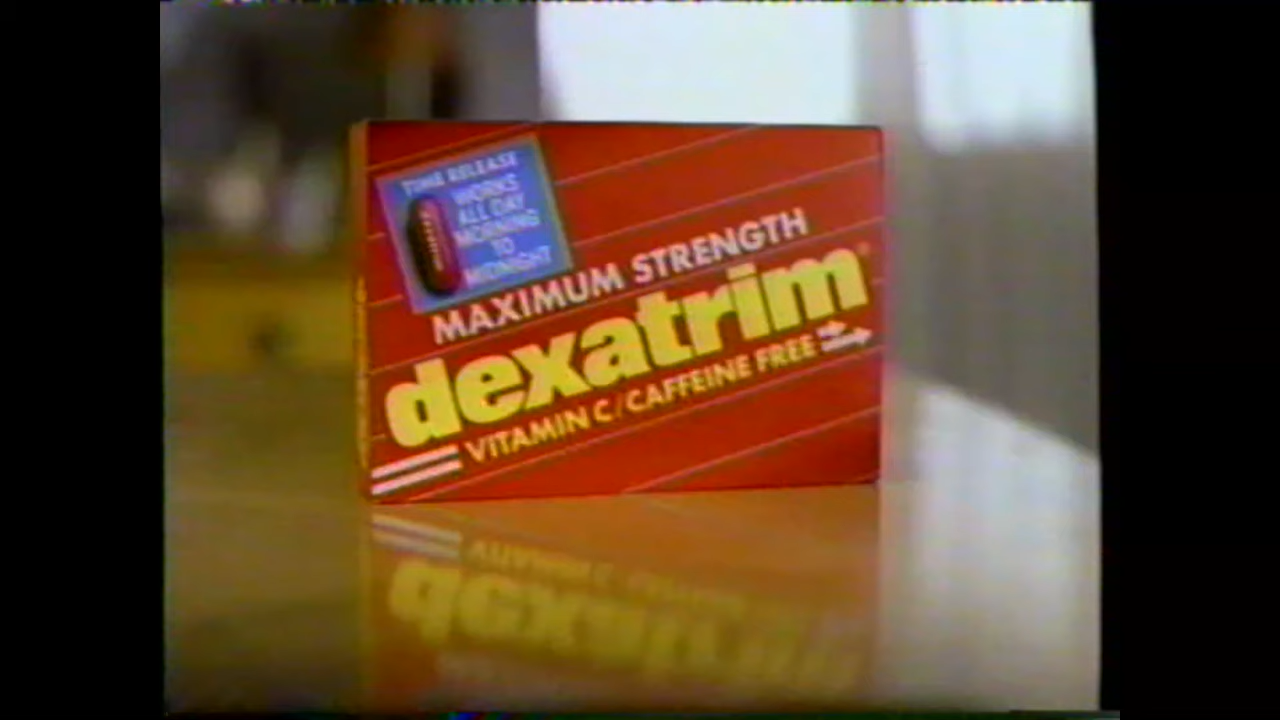 TIME RELEASE
WORKS
ALL DAY
MORNING
TO
MIDNIGHT
MAXIMUM STRENGTH
dexatrim®
VITAMIN C/CAFFEINE FREE